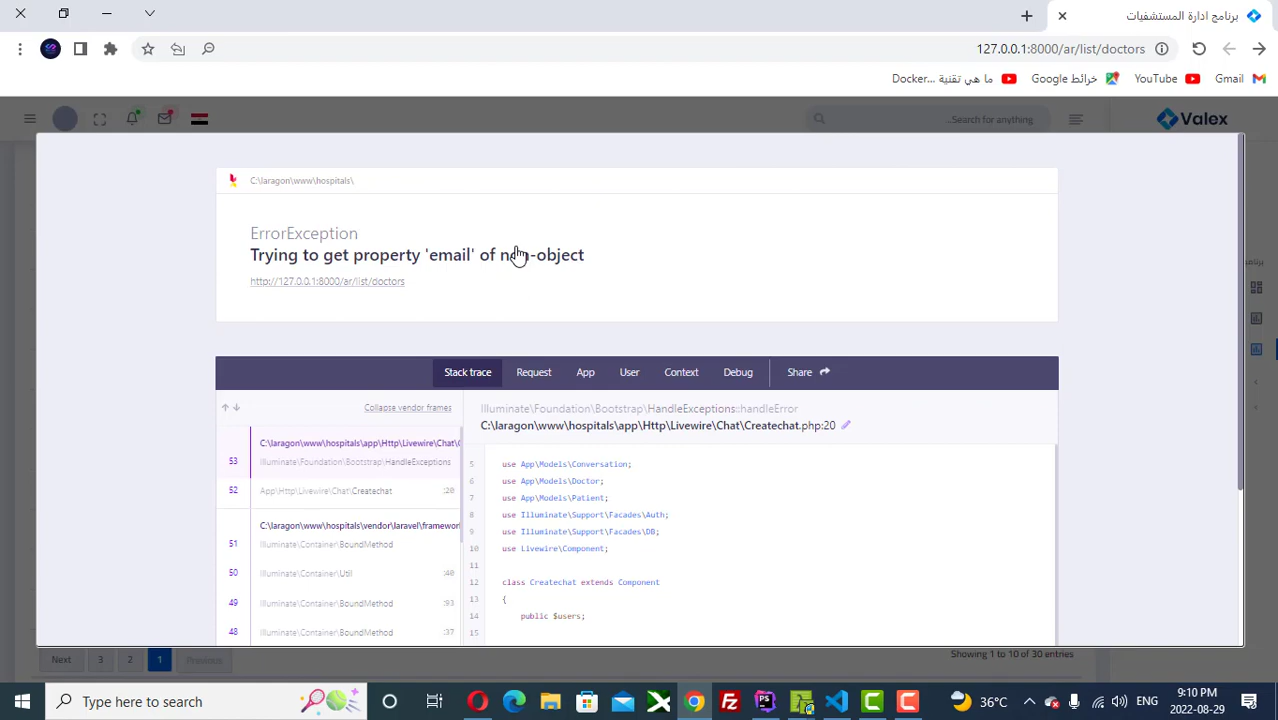 برنامج ادارة المستشفيات
127.0.0.1:8000/ar/list/doctors
Gmail
YouTube
خرائط Google
ما هي تقنية Docker...
Valex
Search for anything...
C:\laragon\www\hospitals\
ErrorException
Trying to get property 'email' of non-object
http://127.0.0.1:8000/ar/list/doctors
Stack trace
Request
App
User
Context
Debug
Share
Collapse vendor frames
C:\laragon\www\hospitals\app\Http\Livewire\Chat\C
53
Illuminate\Foundation\Bootstrap\HandleExceptions
52
App\Http\Livewire\Chat\Createchat
:20
C:\laragon\www\hospitals\vendor\laravel\framewor
51
Illuminate\Container\BoundMethod
50
Illuminate\Container\Util
:40
49
Illuminate\Container\BoundMethod
:93
48
Illuminate\Container\BoundMethod
:37
Illuminate\Foundation\Bootstrap\HandleExceptions::handleError
C:\laragon\www\hospitals\app\Http\Livewire\Chat\Createchat.php:20
5 use App\Models\Conversation;
6 use App\Models\Doctor;
7 use App\Models\Patient;
8 use Illuminate\Support\Facades\Auth;
9 use Illuminate\Support\Facades\DB;
10 use Livewire\Component;
11
12 class Createchat extends Component
13 {
14 public $users;
15
Next
3
2
1
Previous
Showing 1 to 10 of 30 entries
Type here to search
36°C
ENG
9:10 PM
2022-08-29